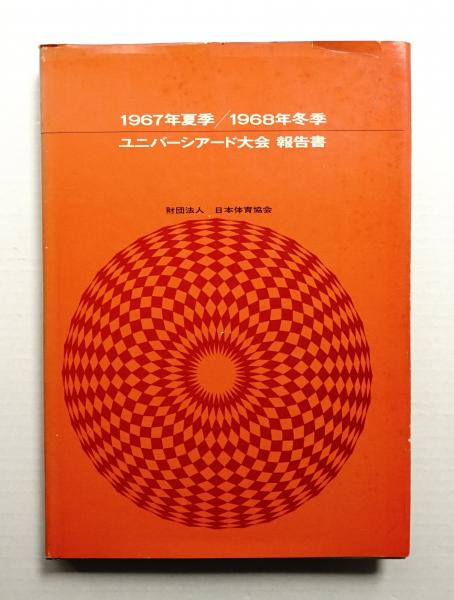 1967年夏季/1968年冬季
ユニバーシアード大会 報告書
財団法人 日本体育協会